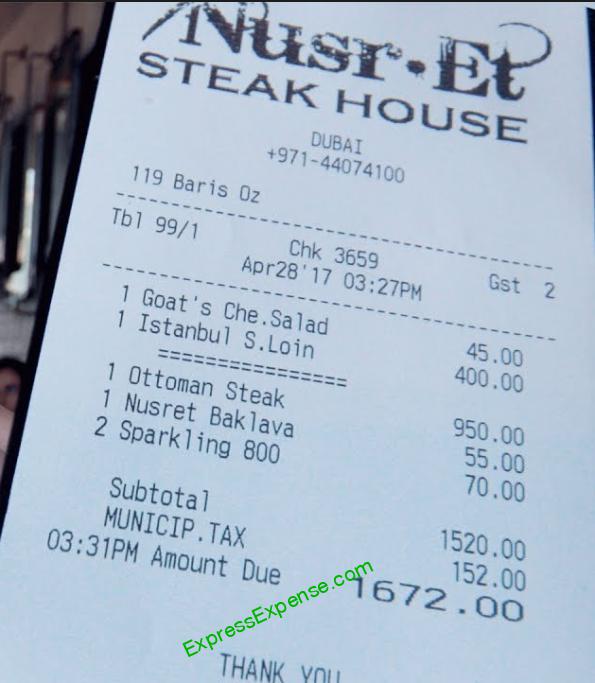 Nusr.Et
STEAK HOUSE
DUBAI
+971-44074100
119 Baris Oz
Tbl 99/1 Chk 3659 Gst 2
Apr28'17 03:27PM
1 Goat's Che.Salad 45.00
1 Istanbul S.Loin 400.00
===============
1 Ottoman Steak 950.00
1 Nusret Baklava 55.00
2 Sparkling 800 70.00
Subtotal 1520.00
MUNICIP.TAX 152.00
03:31PM Amount Due 1672.00
ExpressExpense.com
THANK YOU